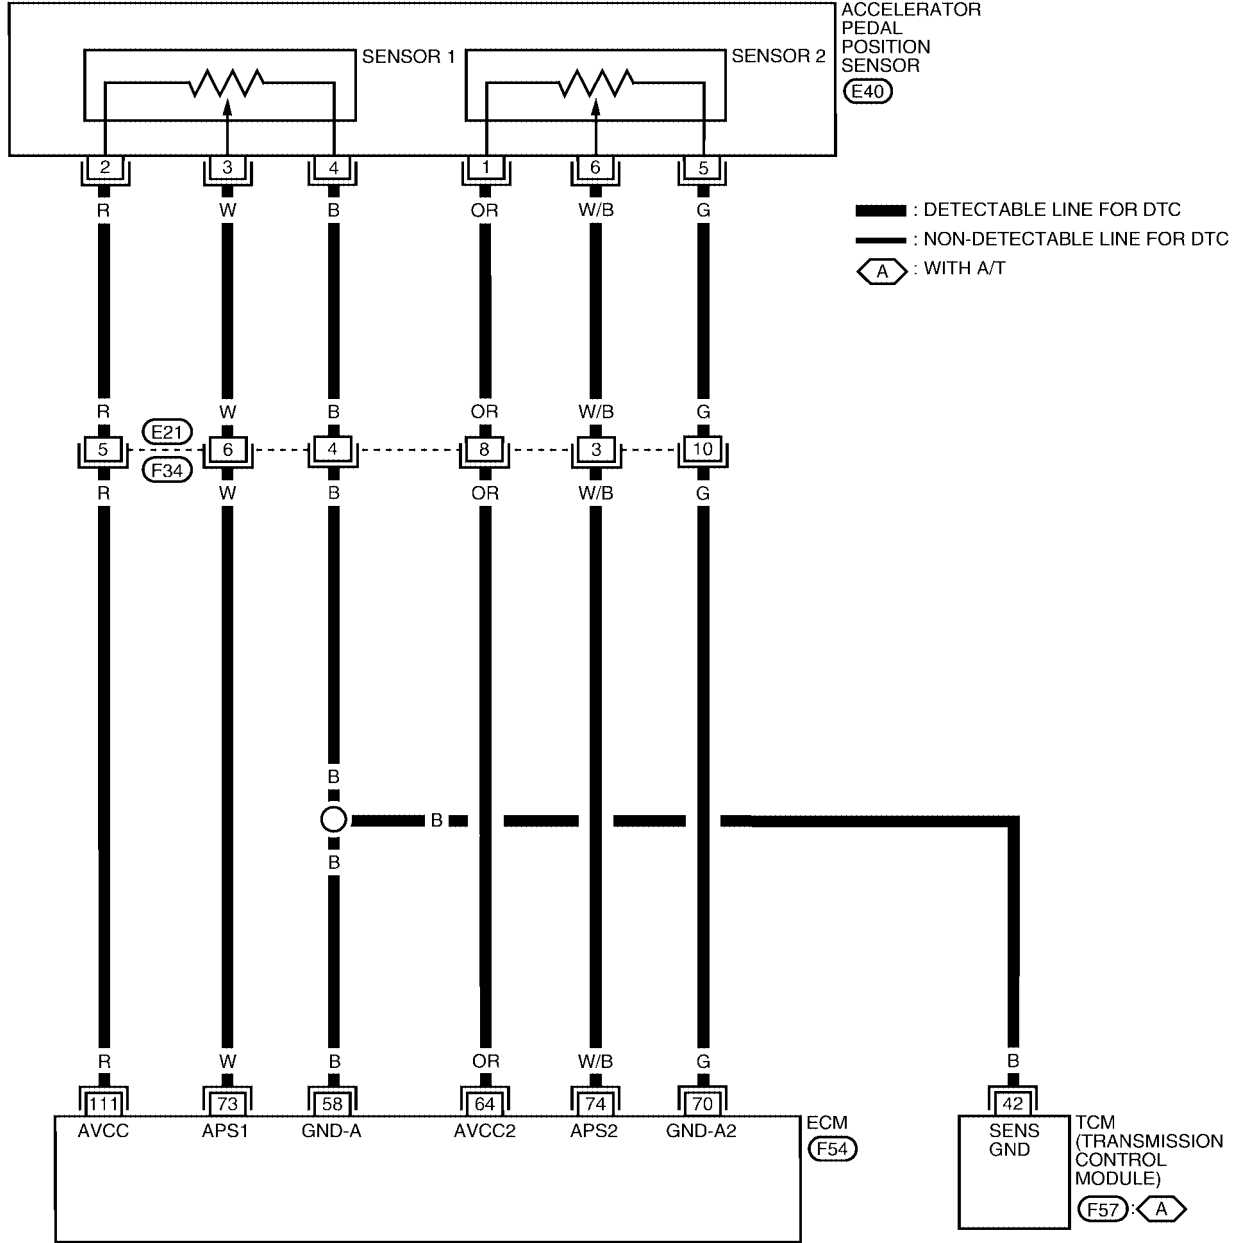 ACCELERATOR
PEDAL
POSITION
SENSOR
E40
SENSOR 1
SENSOR 2
2 3 4 1 6 5
R W B OR W/B G
: DETECTABLE LINE FOR DTC
: NON-DETECTABLE LINE FOR DTC
A : WITH A/T
R W B OR W/B G
E21
5 6 4 8 3 10
F34
R W B OR W/B G
B
B
B
R W B OR W/B G B
111 73 58 64 74 70 42
AVCC APS1 GND-A AVCC2 APS2 GND-A2
ECM
F54
SENS
GND
TCM
(TRANSMISSION
CONTROL
MODULE)
F57 : A